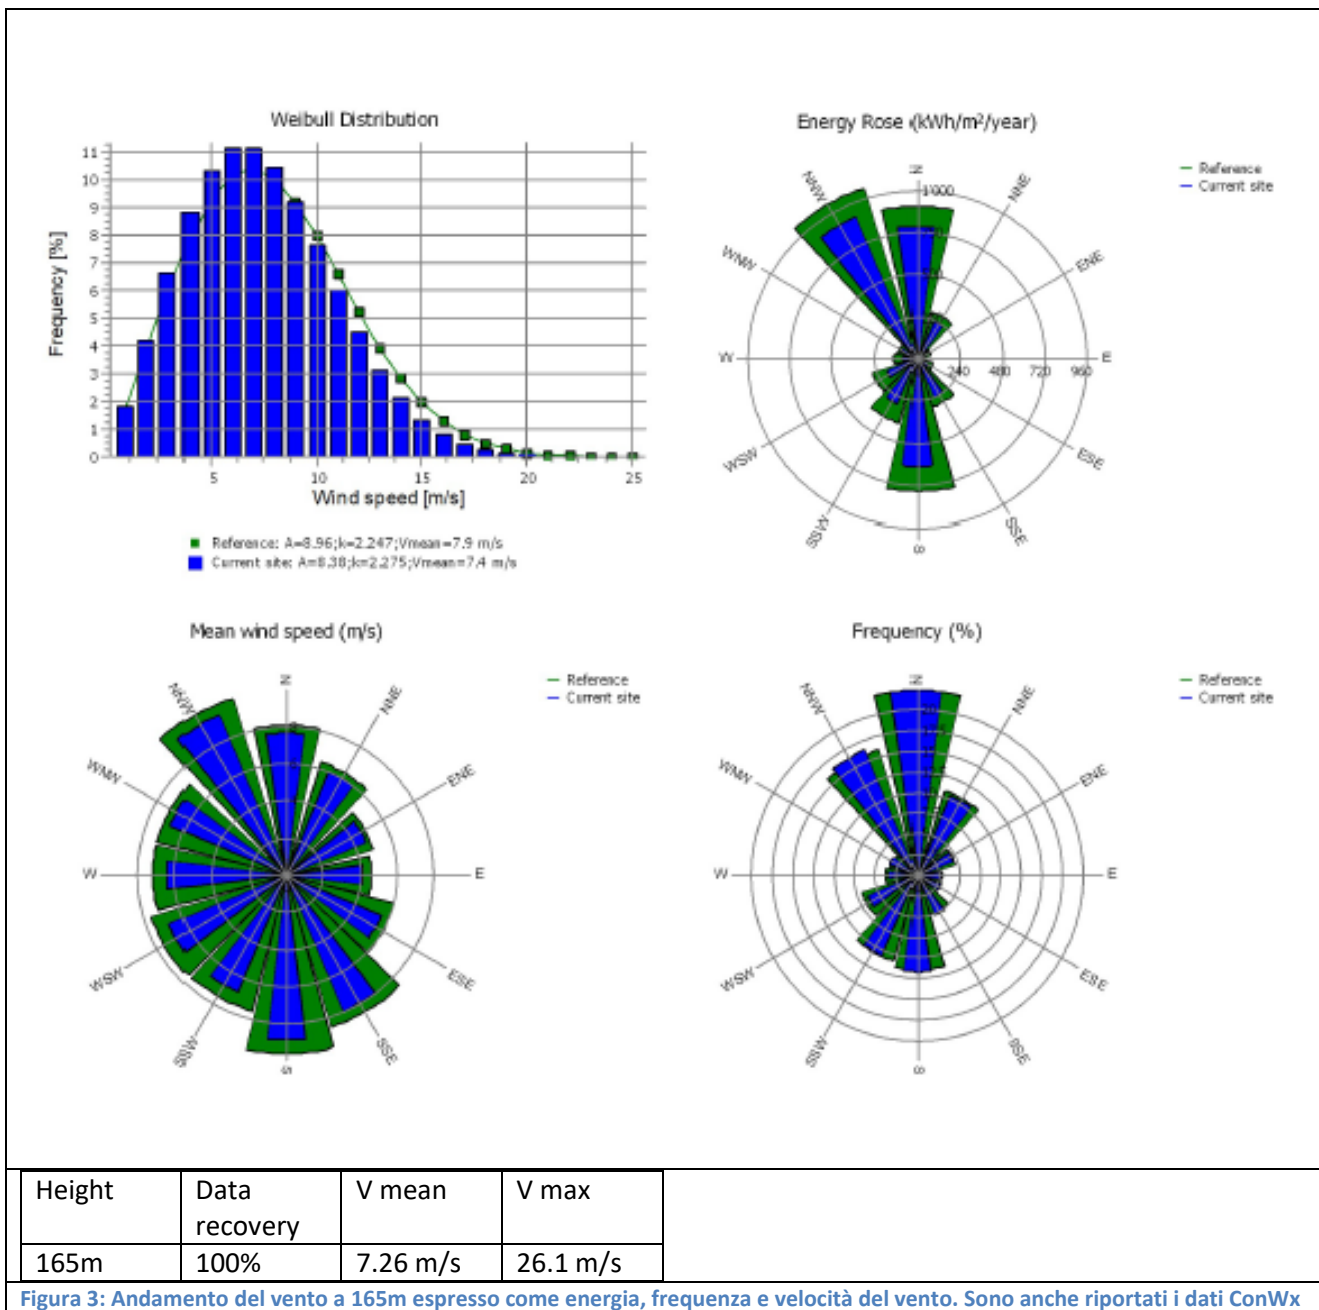 Weibull Distribution
11
10
9
8
7
6
5
4
3
2
1
0
Frequency [%]
5
10
15
20
25
Wind speed [m/s]
Reference: A=8.96;k=2.247;Vmean=7.9 m/s
Current site: A=8.38;k=2.275;Vmean=7.4 m/s
Energy Rose (kWh/m²/year)
Reference
Current site
N
NNE
ENE
E
ESE
SSE
S
SSW
WSW
W
WNW
NNW
1'000
240
480
720
960
Mean wind speed (m/s)
Reference
Current site
N
NNE
ENE
E
ESE
SSE
S
SSW
WSW
W
WNW
NNW
Frequency (%)
Reference
Current site
N
NNE
ENE
E
ESE
SSE
S
SSW
WSW
W
WNW
NNW
Height
Data recovery
V mean
V max
165m
100%
7.26 m/s
26.1 m/s
Figura 3: Andamento del vento a 165m espresso come energia, frequenza e velocità del vento. Sono anche riportati i dati ConWx